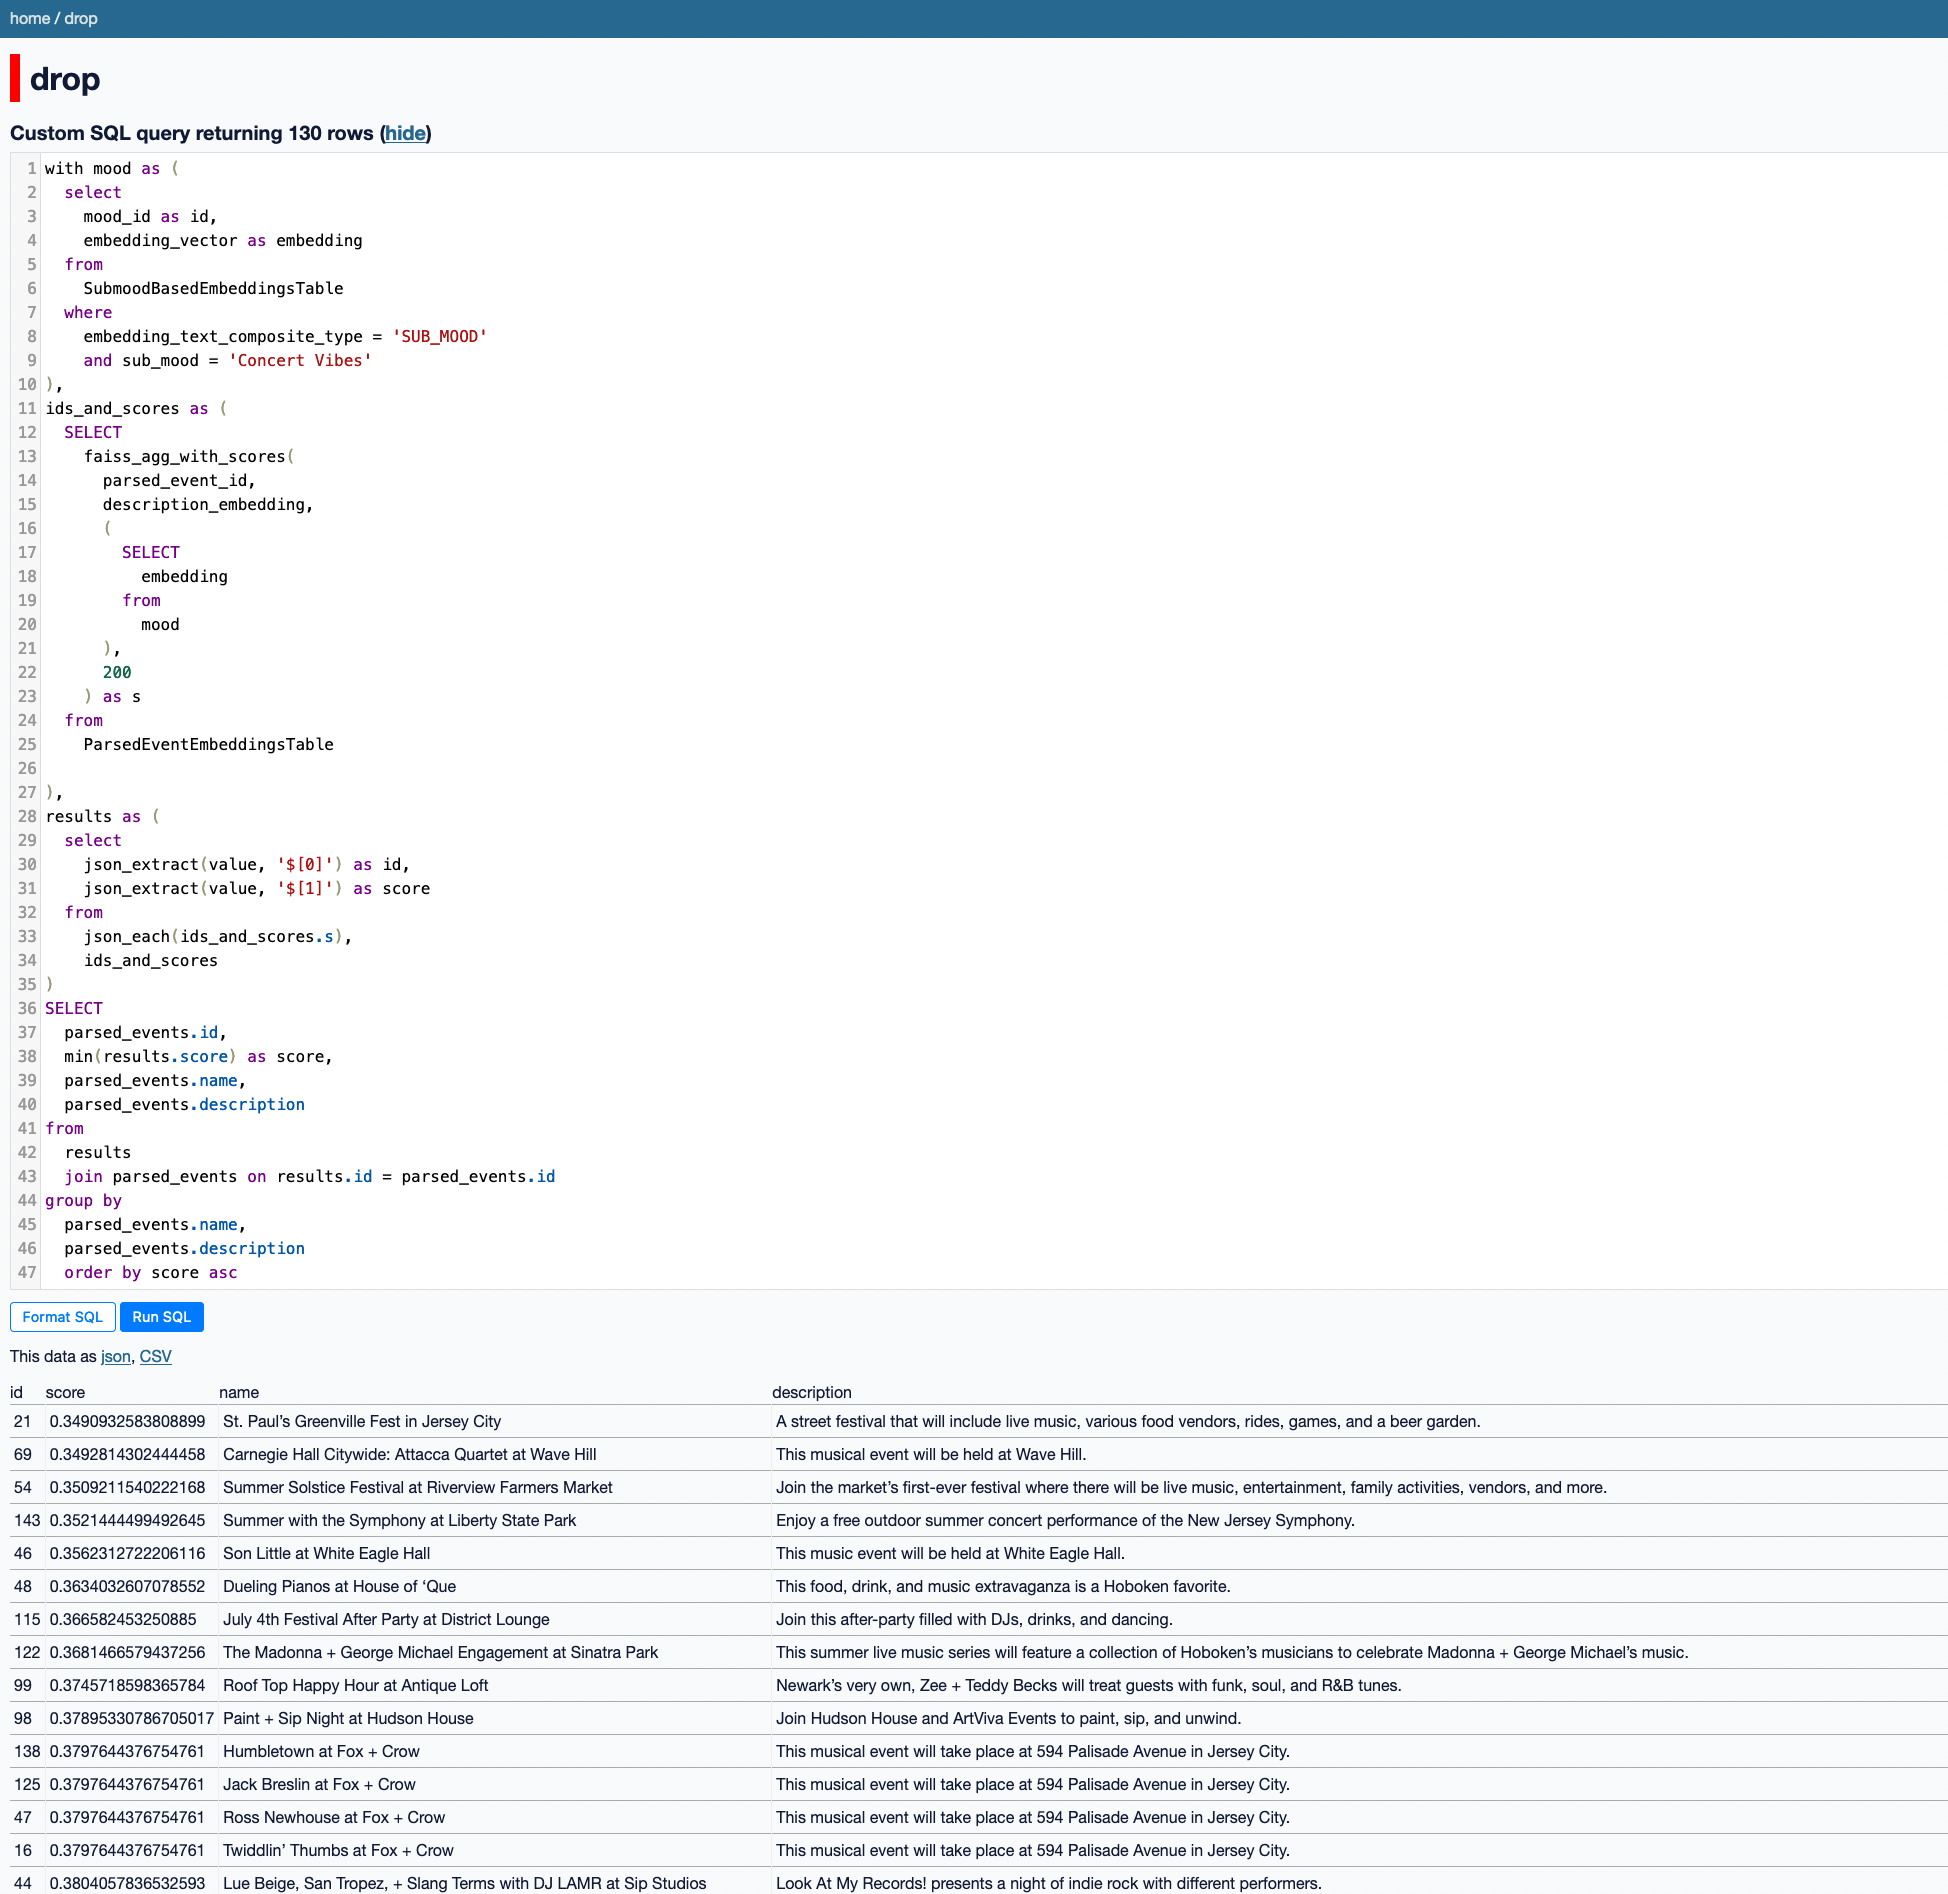 home / drop
drop
Custom SQL query returning 130 rows (hide)
1 with mood as (
2   select
3     mood_id as id,
4     embedding_vector as embedding
5   from
6     SubmoodBasedEmbeddingsTable
7   where
8     embedding_text_composite_type = 'SUB_MOOD'
9     and sub_mood = 'Concert Vibes'
10 ),
11 ids_and_scores as (
12   SELECT
13     faiss_agg_with_scores(
14       parsed_event_id,
15       description_embedding,
16       (
17         SELECT
18           embedding
19         from
20           mood
21       ),
22       200
23     ) as s
24   from
25     ParsedEventEmbeddingsTable
26
27 ),
28 results as (
29   select
30     json_extract(value, '$[0]') as id,
31     json_extract(value, '$[1]') as score
32   from
33     json_each(ids_and_scores.s),
34     ids_and_scores
35 )
36 SELECT
37   parsed_events.id,
38   min(results.score) as score,
39   parsed_events.name,
40   parsed_events.description
41 from
42   results
43   join parsed_events on results.id = parsed_events.id
44 group by
45   parsed_events.name,
46   parsed_events.description
47   order by score asc
Format SQL Run SQL
This data as json, CSV
id score name description
21 0.3490932583808899 St. Paul’s Greenville Fest in Jersey City A street festival that will include live music, various food vendors, rides, games, and a beer garden.
69 0.3492814302444458 Carnegie Hall Citywide: Attacca Quartet at Wave Hill This musical event will be held at Wave Hill.
54 0.3509211540222168 Summer Solstice Festival at Riverview Farmers Market Join the market’s first-ever festival where there will be live music, entertainment, family activities, vendors, and more.
143 0.3521444499492645 Summer with the Symphony at Liberty State Park Enjoy a free outdoor summer concert performance of the New Jersey Symphony.
46 0.3562312722206116 Son Little at White Eagle Hall This music event will be held at White Eagle Hall.
48 0.3634032607078552 Dueling Pianos at House of ‘Que This food, drink, and music extravaganza is a Hoboken favorite.
115 0.366582453250885 July 4th Festival After Party at District Lounge Join this after-party filled with DJs, drinks, and dancing.
122 0.3681466579437256 The Madonna + George Michael Engagement at Sinatra Park This summer live music series will feature a collection of Hoboken’s musicians to celebrate Madonna + George Michael’s music.
99 0.3745718598365784 Roof Top Happy Hour at Antique Loft Newark’s very own, Zee + Teddy Becks will treat guests with funk, soul, and R&B tunes.
98 0.37895330786705017 Paint + Sip Night at Hudson House Join Hudson House and ArtViva Events to paint, sip, and unwind.
138 0.3797644376754761 Humbletown at Fox + Crow This musical event will take place at 594 Palisade Avenue in Jersey City.
125 0.3797644376754761 Jack Breslin at Fox + Crow This musical event will take place at 594 Palisade Avenue in Jersey City.
47 0.3797644376754761 Ross Newhouse at Fox + Crow This musical event will take place at 594 Palisade Avenue in Jersey City.
16 0.3797644376754761 Twiddlin’ Thumbs at Fox + Crow This musical event will take place at 594 Palisade Avenue in Jersey City.
44 0.3804057836532593 Lue Beige, San Tropez, + Slang Terms with DJ LAMR at Sip Studios Look At My Records! presents a night of indie rock with different performers.